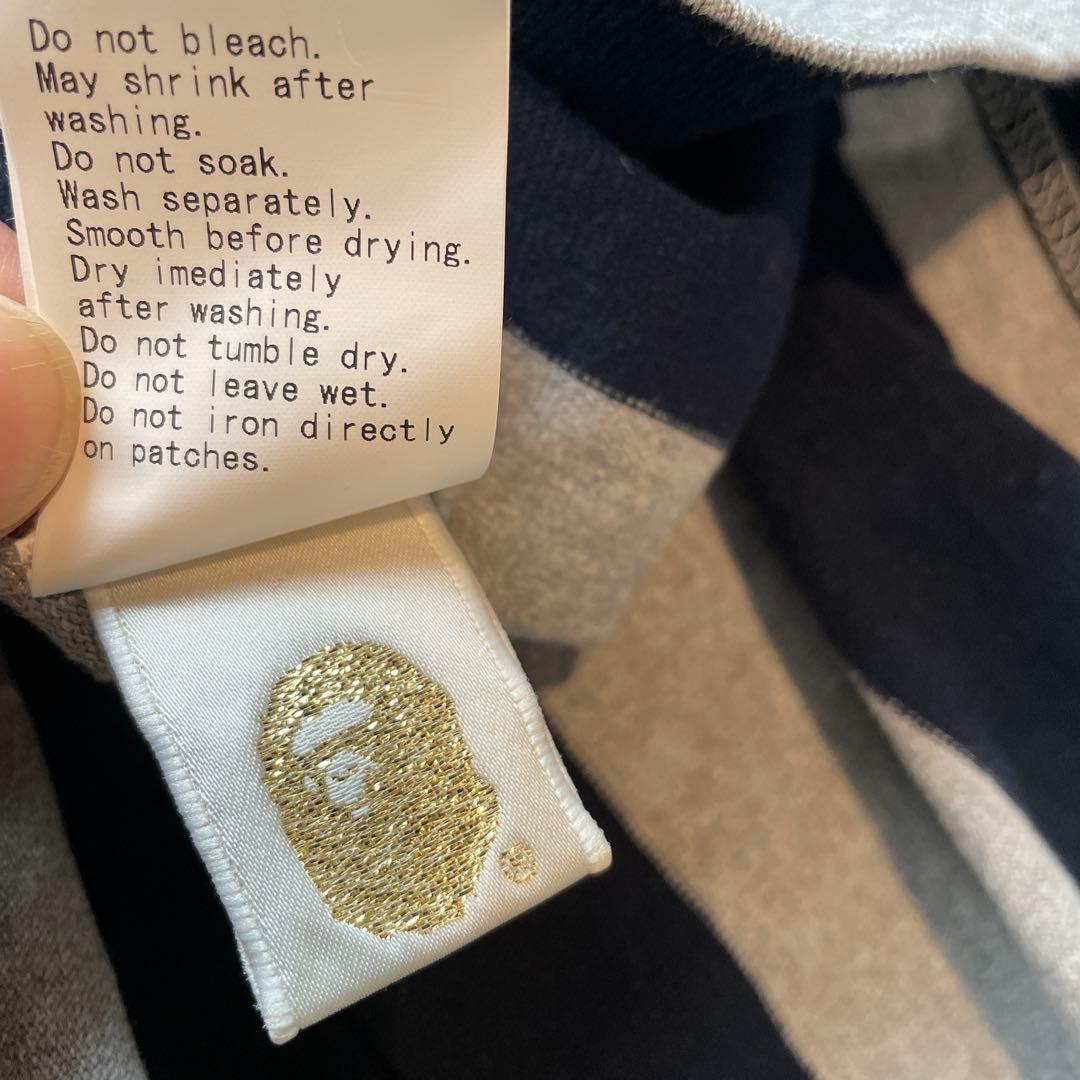 Do not bleach.
May shrink after
washing.
Do not soak.
Wash separately.
Smooth before drying.
Dry imediately
after washing.
Do not tumble dry.
Do not leave wet.
Do not iron directly
on patches.